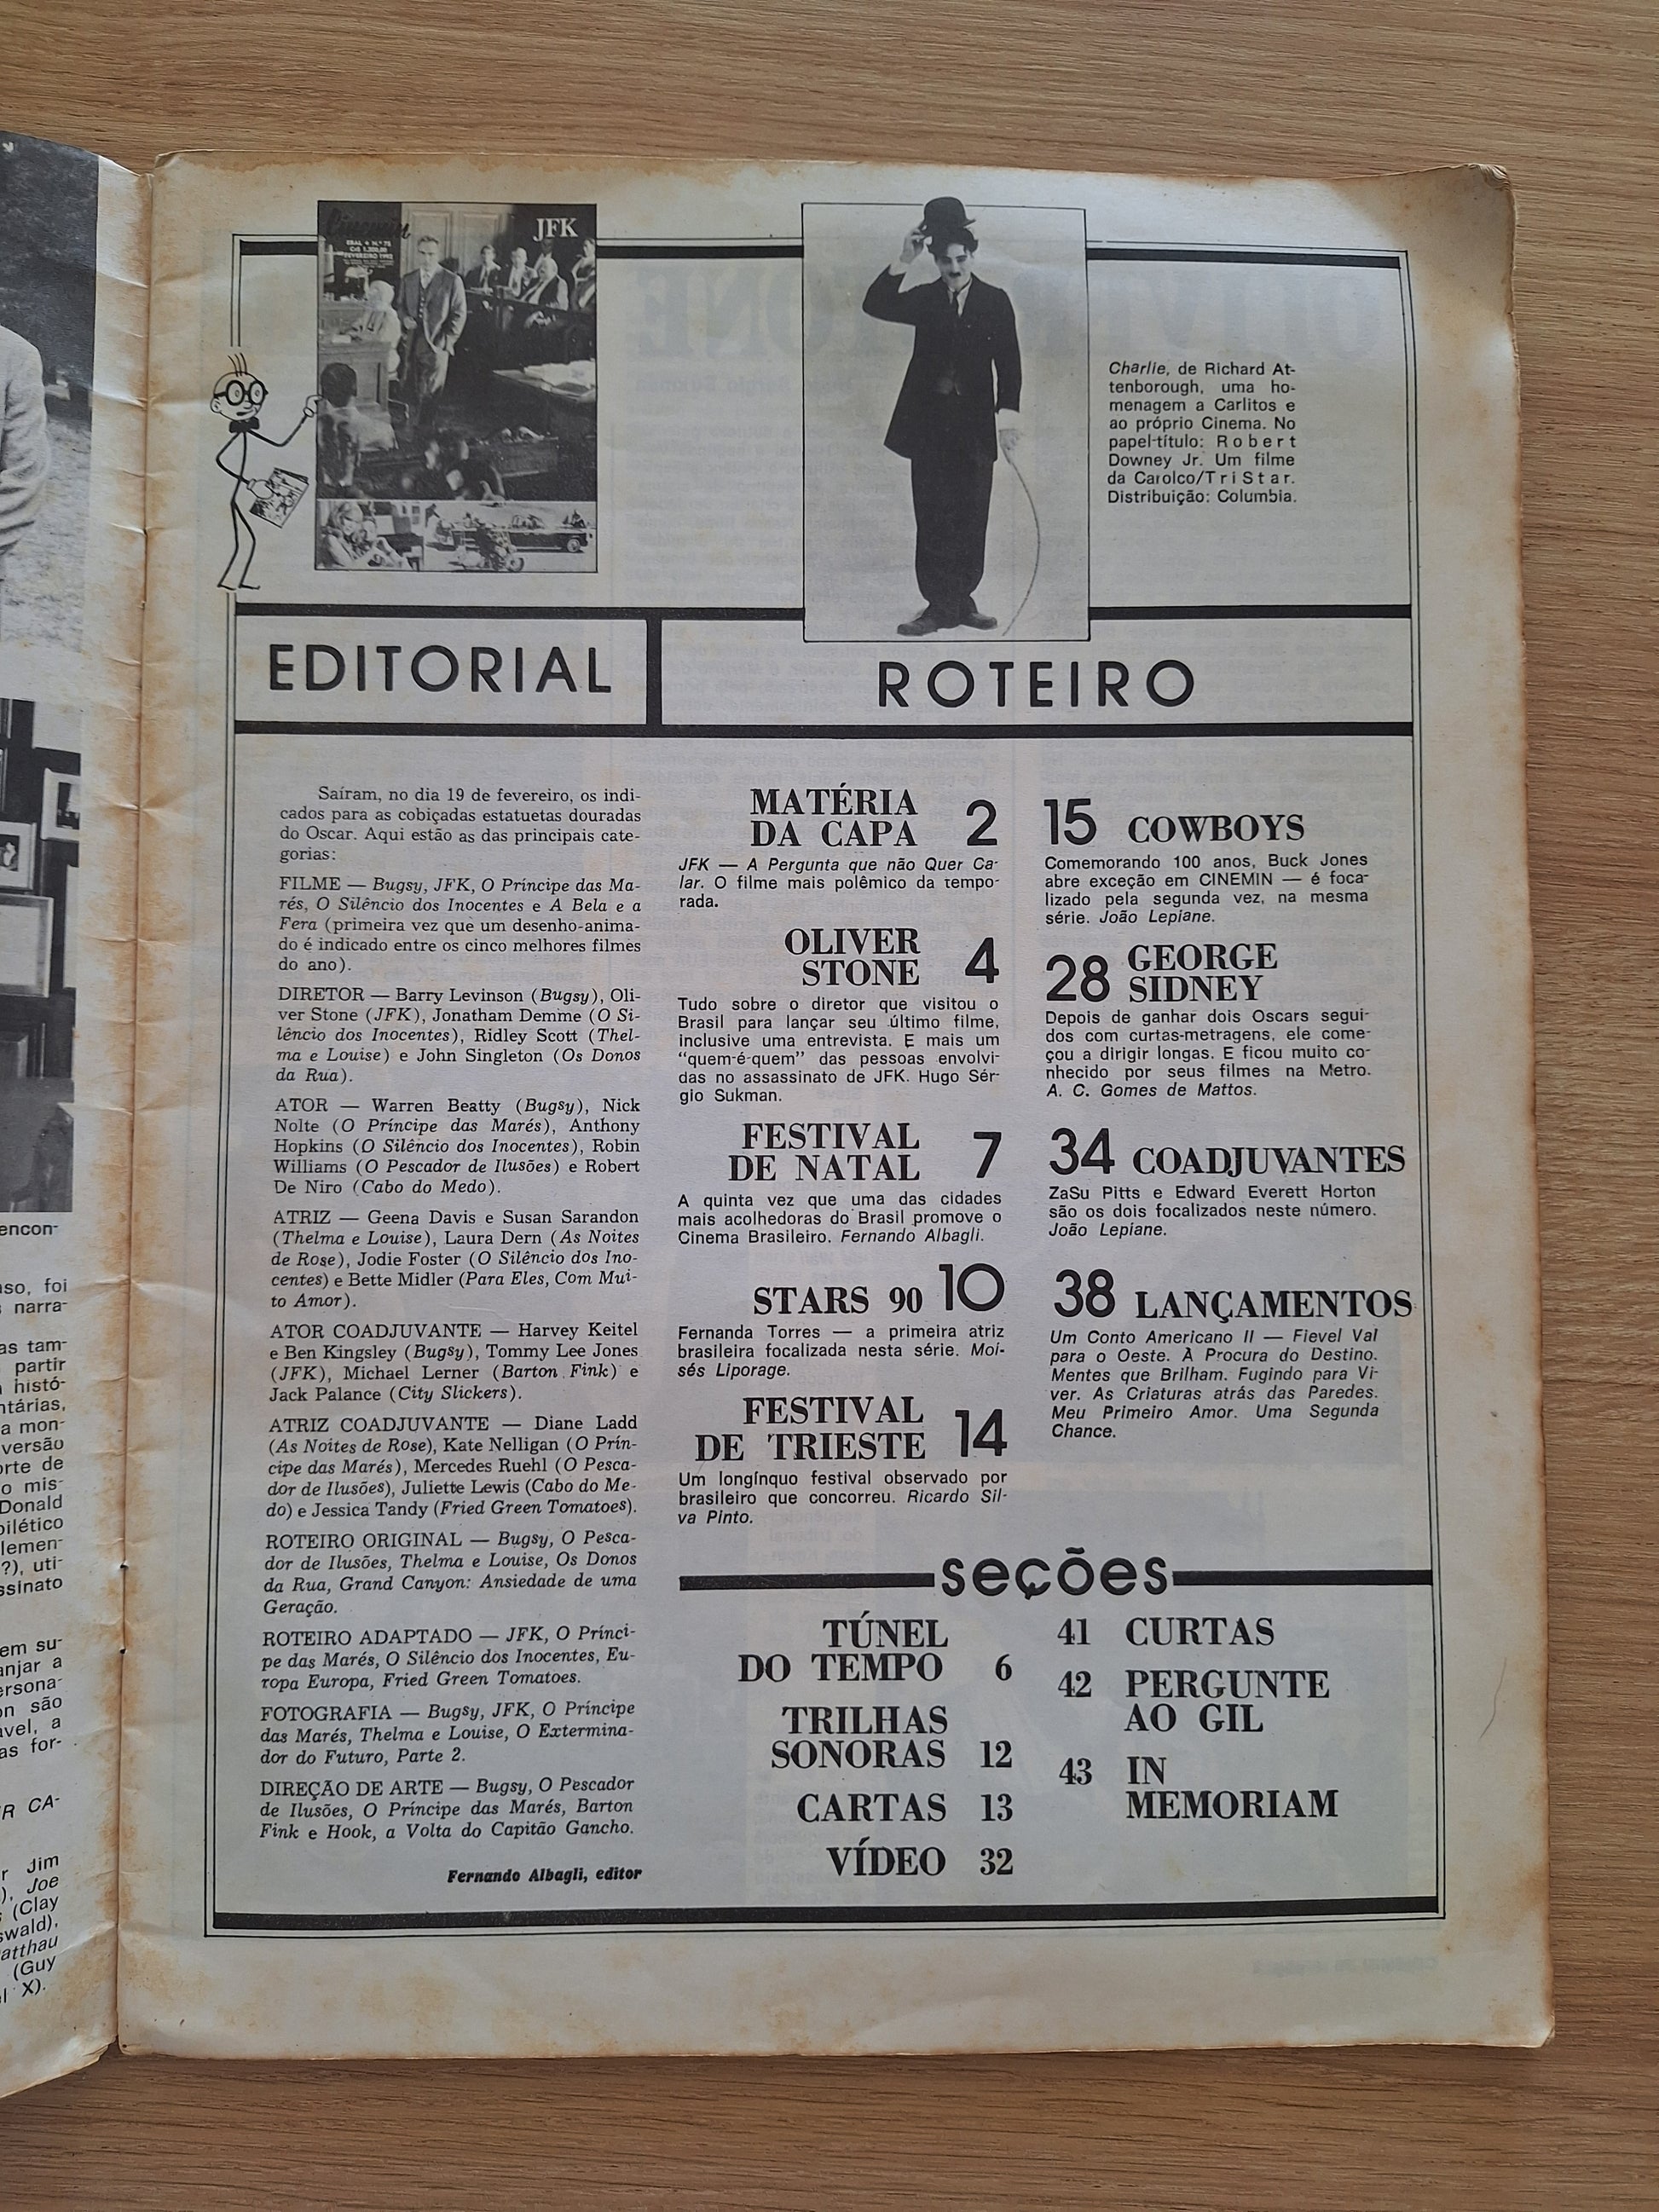 Cinemin
EBAL • N.º 75
Cr$ 1.200,00
FEVEREIRO 1992
JFK
Charlie, de Richard At-
tenborough, uma ho-
menagem a Carlitos e
ao próprio Cinema. No
papel-título: Robert
Downey Jr. Um filme
da Carolco/TriStar.
Distribuição: Columbia.
EDITORIAL
ROTEIRO
Saíram, no dia 19 de fevereiro, os indi-
cados para as cobiçadas estatuetas douradas
do Oscar. Aqui estão as das principais cate-
gorias:
FILME — Bugsy, JFK, O Príncipe das Ma-
rés, O Silêncio dos Inocentes e A Bela e a
Fera (primeira vez que um desenho-anima-
do é indicado entre os cinco melhores filmes
do ano).
DIRETOR — Barry Levinson (Bugsy), Oli-
ver Stone (JFK), Jonatham Demme (O Si-
lêncio dos Inocentes), Ridley Scott (Thel-
ma e Louise) e John Singleton (Os Donos
da Rua).
ATOR — Warren Beatty (Bugsy), Nick
Nolte (O Príncipe das Marés), Anthony
Hopkins (O Silêncio dos Inocentes), Robin
Williams (O Pescador de Ilusões) e Robert
De Niro (Cabo do Medo).
ATRIZ — Geena Davis e Susan Sarandon
(Thelma e Louise), Laura Dern (As Noites
de Rose), Jodie Foster (O Silêncio dos Ino-
centes) e Bette Midler (Para Eles, Com Mui-
to Amor).
ATOR COADJUVANTE — Harvey Keitel
e Ben Kingsley (Bugsy), Tommy Lee Jones
(JFK), Michael Lerner (Barton Fink) e
Jack Palance (City Slickers).
ATRIZ COADJUVANTE — Diane Ladd
(As Noites de Rose), Kate Nelligan (O Prín-
cipe das Marés), Mercedes Ruehl (O Pesca-
dor de Ilusões), Juliette Lewis (Cabo do Me-
do) e Jessica Tandy (Fried Green Tomatoes).
ROTEIRO ORIGINAL — Bugsy, O Pesca-
dor de Ilusões, Thelma e Louise, Os Donos
da Rua, Grand Canyon: Ansiedade de uma
Geração.
ROTEIRO ADAPTADO — JFK, O Prínci-
pe das Marés, O Silêncio dos Inocentes, Eu-
ropa Europa, Fried Green Tomatoes.
FOTOGRAFIA — Bugsy, JFK, O Príncipe
das Marés, Thelma e Louise, O Extermina-
dor do Futuro, Parte 2.
DIREÇÃO DE ARTE — Bugsy, O Pescador
de Ilusões, O Príncipe das Marés, Barton
Fink e Hook, a Volta do Capitão Gancho.
Fernando Albagli, editor
MATÉRIA
DA CAPA 2
JFK — A Pergunta que não Quer Ca-
lar. O filme mais polêmico da tempo-
rada.
OLIVER
STONE 4
Tudo sobre o diretor que visitou o
Brasil para lançar seu último filme,
inclusive uma entrevista. E mais um
“quem-é-quem” das pessoas envolvi-
das no assassinato de JFK. Hugo Sér-
gio Sukman.
FESTIVAL
DE NATAL 7
A quinta vez que uma das cidades
mais acolhedoras do Brasil promove o
Cinema Brasileiro. Fernando Albagli.
STARS 90 10
Fernanda Torres — a primeira atriz
brasileira focalizada nesta série. Moi-
sés Liporage.
FESTIVAL
DE TRIESTE 14
Um longínquo festival observado por
brasileiro que concorreu. Ricardo Sil-
va Pinto.
15 COWBOYS
Comemorando 100 anos, Buck Jones
abre exceção em CINEMIN — é foca-
lizado pela segunda vez, na mesma
série. João Lepiane.
28 GEORGE
SIDNEY
Depois de ganhar dois Oscars segui-
dos com curtas-metragens, ele come-
çou a dirigir longas. E ficou muito co-
nhecido por seus filmes na Metro.
A. C. Gomes de Mattos.
34 COADJUVANTES
ZaSu Pitts e Edward Everett Horton
são os dois focalizados neste número.
João Lepiane.
38 LANÇAMENTOS
Um Conto Americano II — Fievel Val
para o Oeste. À Procura do Destino.
Mentes que Brilham. Fugindo para Vi-
ver. As Criaturas atrás das Paredes.
Meu Primeiro Amor. Uma Segunda
Chance.
seções
TÚNEL
DO TEMPO 6
TRILHAS
SONORAS 12
CARTAS 13
VÍDEO 32
41 CURTAS
42 PERGUNTE
AO GIL
43 IN
MEMORIAM